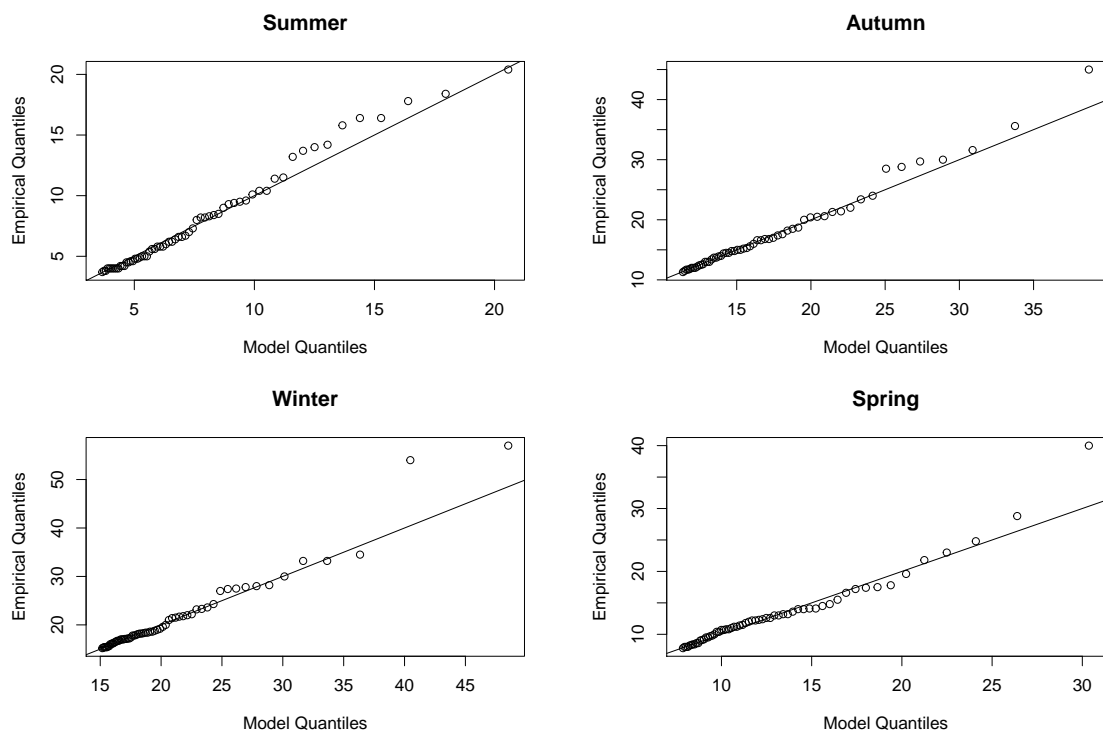 Summer
Empirical Quantiles
20
15
10
5
5 10 15 20
Model Quantiles
Autumn
Empirical Quantiles
40
30
20
10
15 20 25 30 35
Model Quantiles
Winter
Empirical Quantiles
50
40
30
20
15 20 25 30 35 40 45
Model Quantiles
Spring
Empirical Quantiles
40
30
20
10
10 15 20 25 30
Model Quantiles